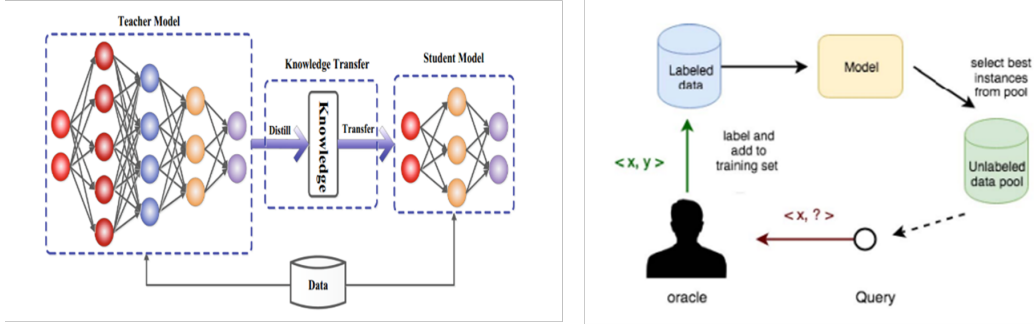 Teacher Model
Knowledge Transfer
Student Model
Distill
Knowledge
Transfer
Data
Labeled
data
Model
select best
instances
from pool
label and
add to
training set
< x, y >
Unlabeled
data pool
< x, ? >
oracle
Query